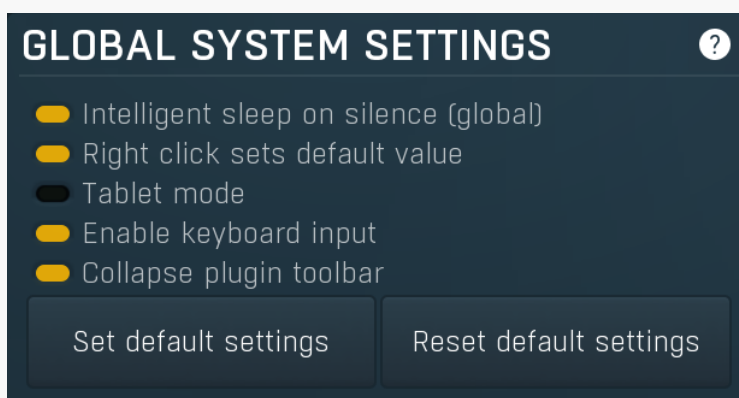 GLOBAL SYSTEM SETTINGS ?
Intelligent sleep on silence (global)
Right click sets default value
Tablet mode
Enable keyboard input
Collapse plugin toolbar
Set default settings Reset default settings